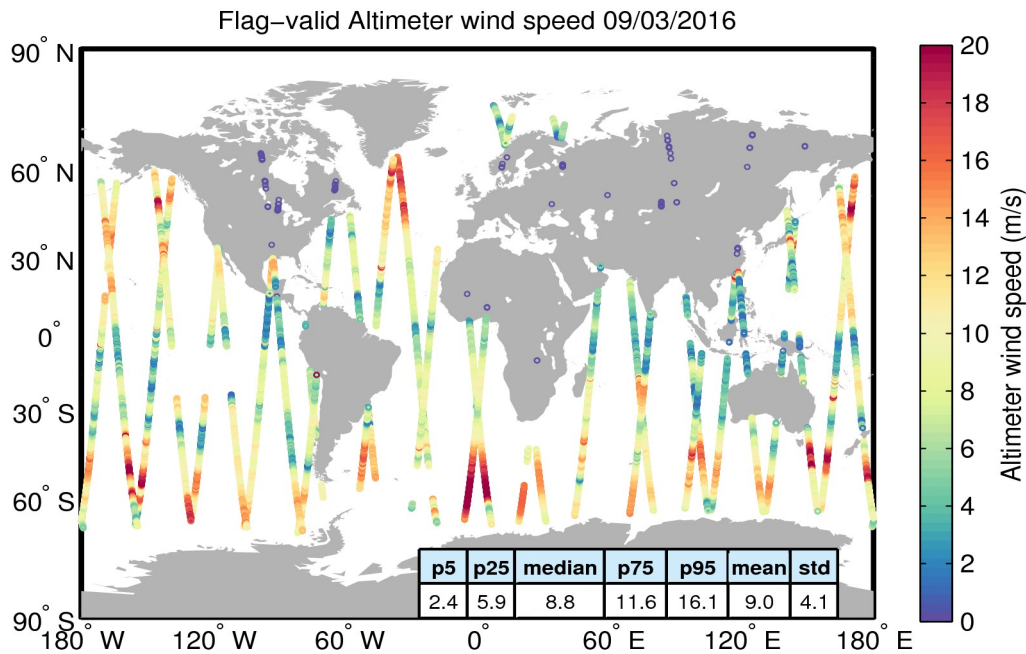 Flag−valid Altimeter wind speed 09/03/2016
90° N
60° N
30° N
0°
30° S
60° S
90° S
180° W
120° W
60° W
0°
60° E
120° E
180° E
p5 p25 median p75 p95 mean std
2.4 5.9 8.8 11.6 16.1 9.0 4.1
20
18
16
14
12
10
8
6
4
2
0
Altimeter wind speed (m/s)